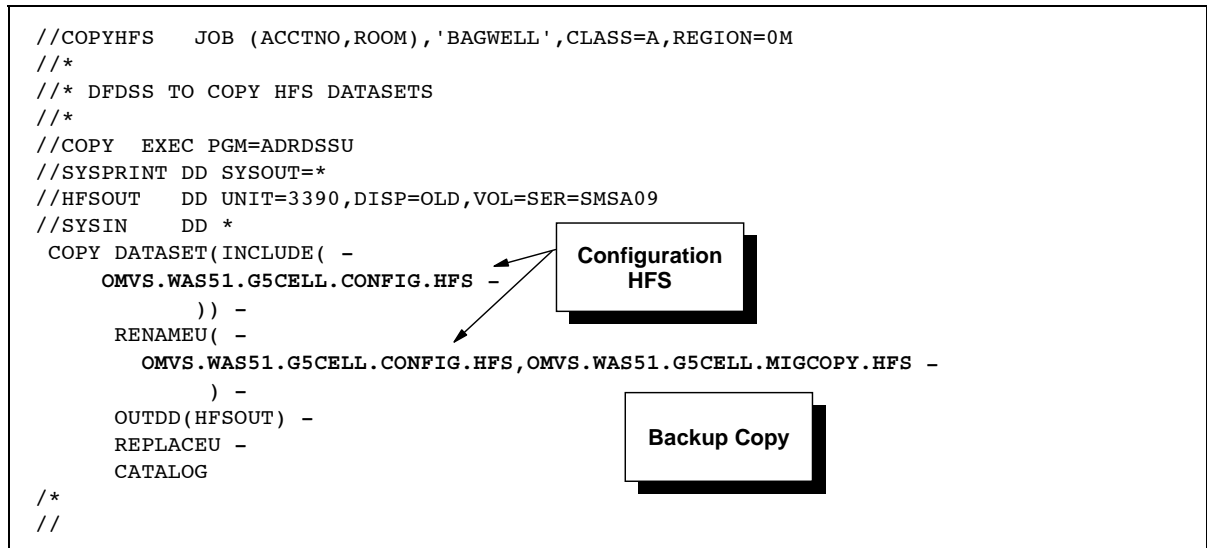 //COPYHFS   JOB (ACCTNO,ROOM),'BAGWELL',CLASS=A,REGION=0M
//*
//* DFDSS TO COPY HFS DATASETS
//*
//COPY  EXEC PGM=ADRDSSU
//SYSPRINT DD SYSOUT=*
//HFSOUT   DD UNIT=3390,DISP=OLD,VOL=SER=SMSA09
//SYSIN    DD *
 COPY DATASET(INCLUDE( –
     OMVS.WAS51.G5CELL.CONFIG.HFS –
           )) –
      RENAMEU( –
        OMVS.WAS51.G5CELL.CONFIG.HFS,OMVS.WAS51.G5CELL.MIGCOPY.HFS –
            ) –
      OUTDD(HFSOUT) –
      REPLACEU –
      CATALOG
/*
//
Configuration
HFS
Backup Copy